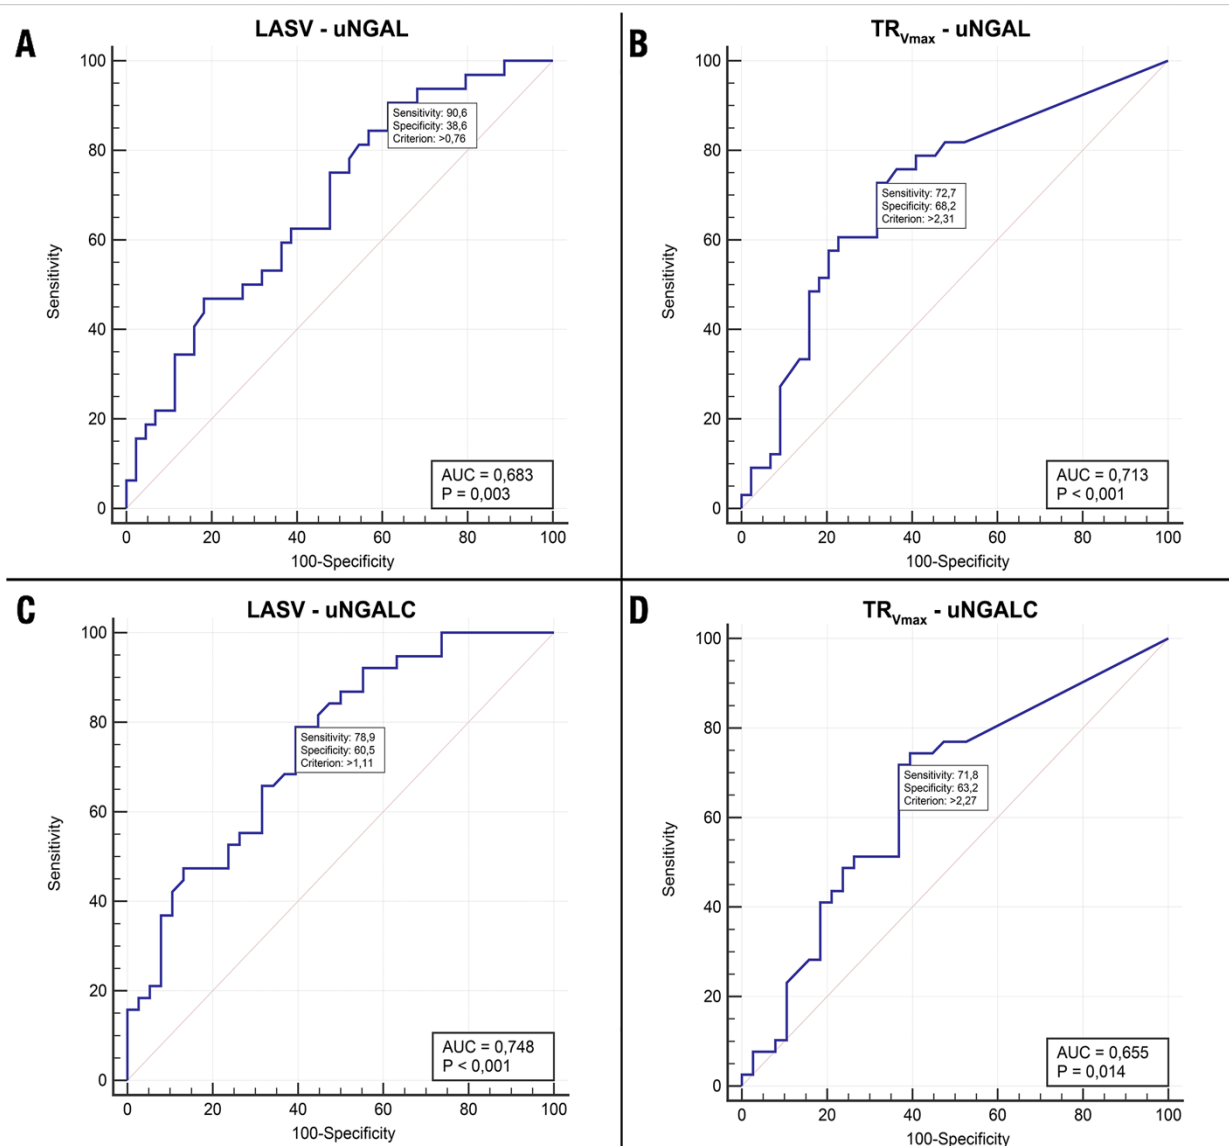 A
LASV - uNGAL
100
80
60
40
20
0
Sensitivity
Sensitivity: 90,6
Specificity: 38,6
Criterion: >0,76
AUC = 0,683
P = 0,003
0 20 40 60 80 100
100-Specificity
B
TRVmax - uNGAL
100
80
60
40
20
0
Sensitivity
Sensitivity: 72,7
Specificity: 68,2
Criterion: >2,31
AUC = 0,713
P < 0,001
0 20 40 60 80 100
100-Specificity
C
LASV - uNGALC
100
80
60
40
20
0
Sensitivity
Sensitivity: 78,9
Specificity: 60,5
Criterion: >1,11
AUC = 0,748
P < 0,001
0 20 40 60 80 100
100-Specificity
D
TRVmax - uNGALC
100
80
60
40
20
0
Sensitivity
Sensitivity: 71,8
Specificity: 63,2
Criterion: >2,27
AUC = 0,655
P = 0,014
0 20 40 60 80 100
100-Specificity